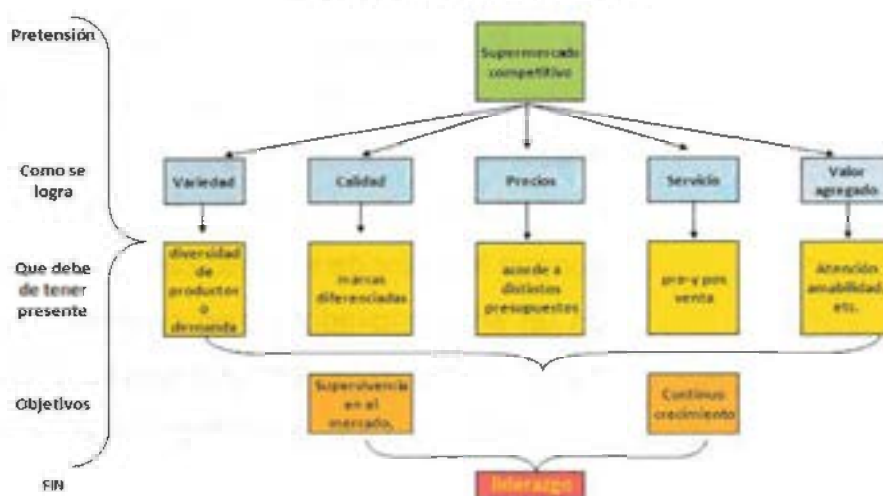 Pretensión
Supermercado
competitivo
Como se
logra
Variedad
Calidad
Precios
Servicio
Valor
agregado
Que debe
de tener
presente
diversidad
de
productor
o
demanda
marcas
diferenciadas
acorde a
distintos
presupuestos
pre-y pos
venta
Atención
amabilidad
etc.
Objetivos
Supervivencia
en el
mercado,
Continuo
crecimiento
FIN
liderazgo